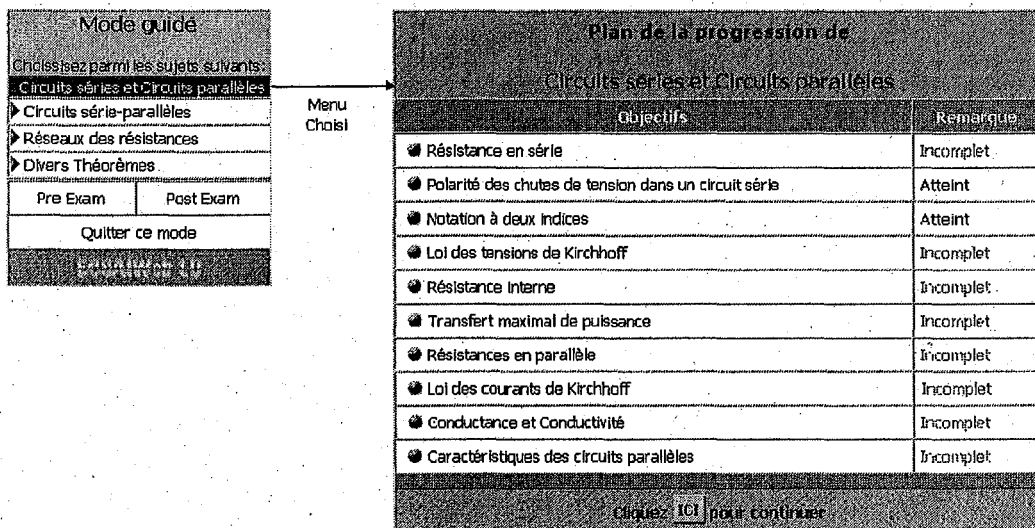 Mode guidé
Choisissez parmi les sujets suivants:
Circuits séries et Circuits parallèles
Circuits série-parallèles
Réseaux des résistances
Divers Théorèmes
Pre Exam Post Exam
Quitter ce mode
Menu
Choisi
Plan de la progression de
Circuits séries et Circuits parallèles
Objectifs Remarque
Résistance en série Incomplet
Polarité des chutes de tension dans un circuit série Atteint
Notation à deux indices Atteint
Loi des tensions de Kirchhoff Incomplet
Résistance Interne Incomplet
Transfert maximal de puissance Incomplet
Résistances en parallèle Incomplet
Loi des courants de Kirchhoff Incomplet
Conductance et Conductivité Incomplet
Caractéristiques des circuits parallèles Incomplet
Cliquez ICI pour continuer